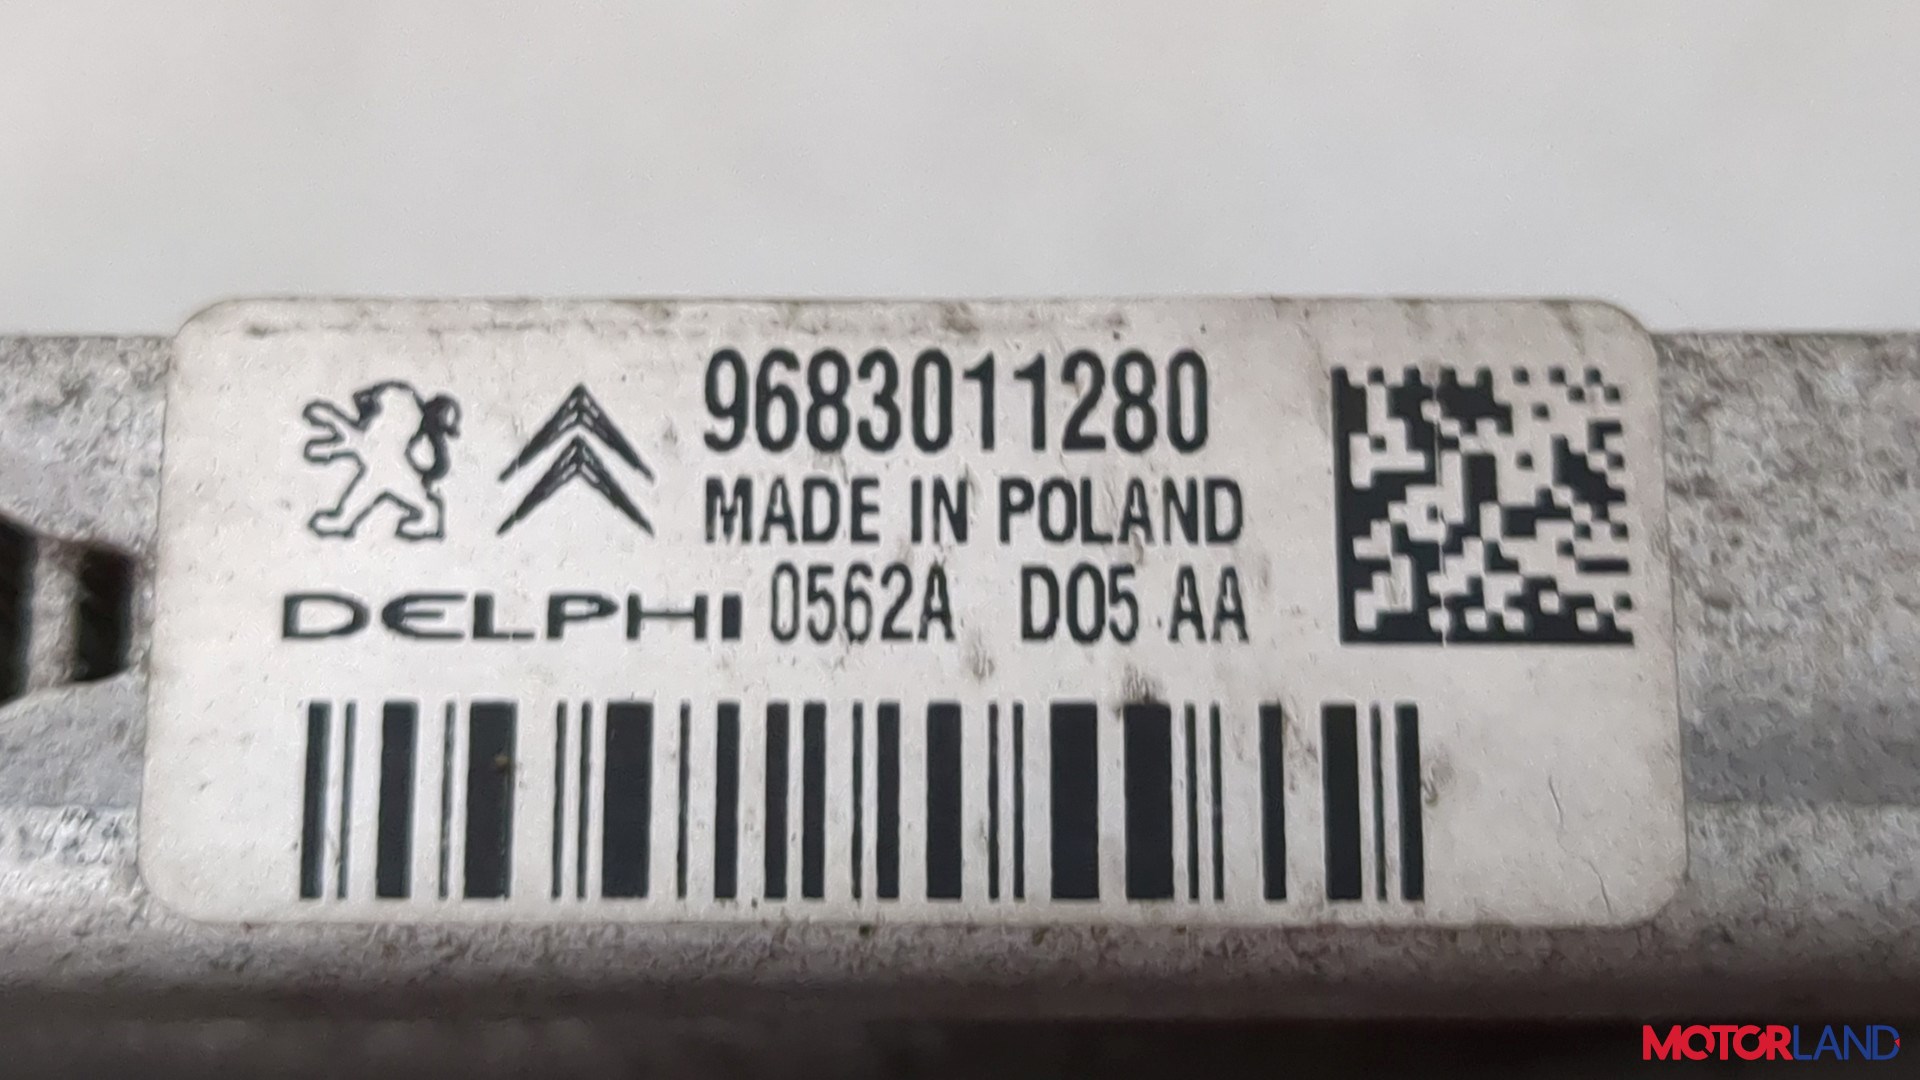 9683011280
MADE IN POLAND
DELPHI 0562A D05 AA
MOTORLAND